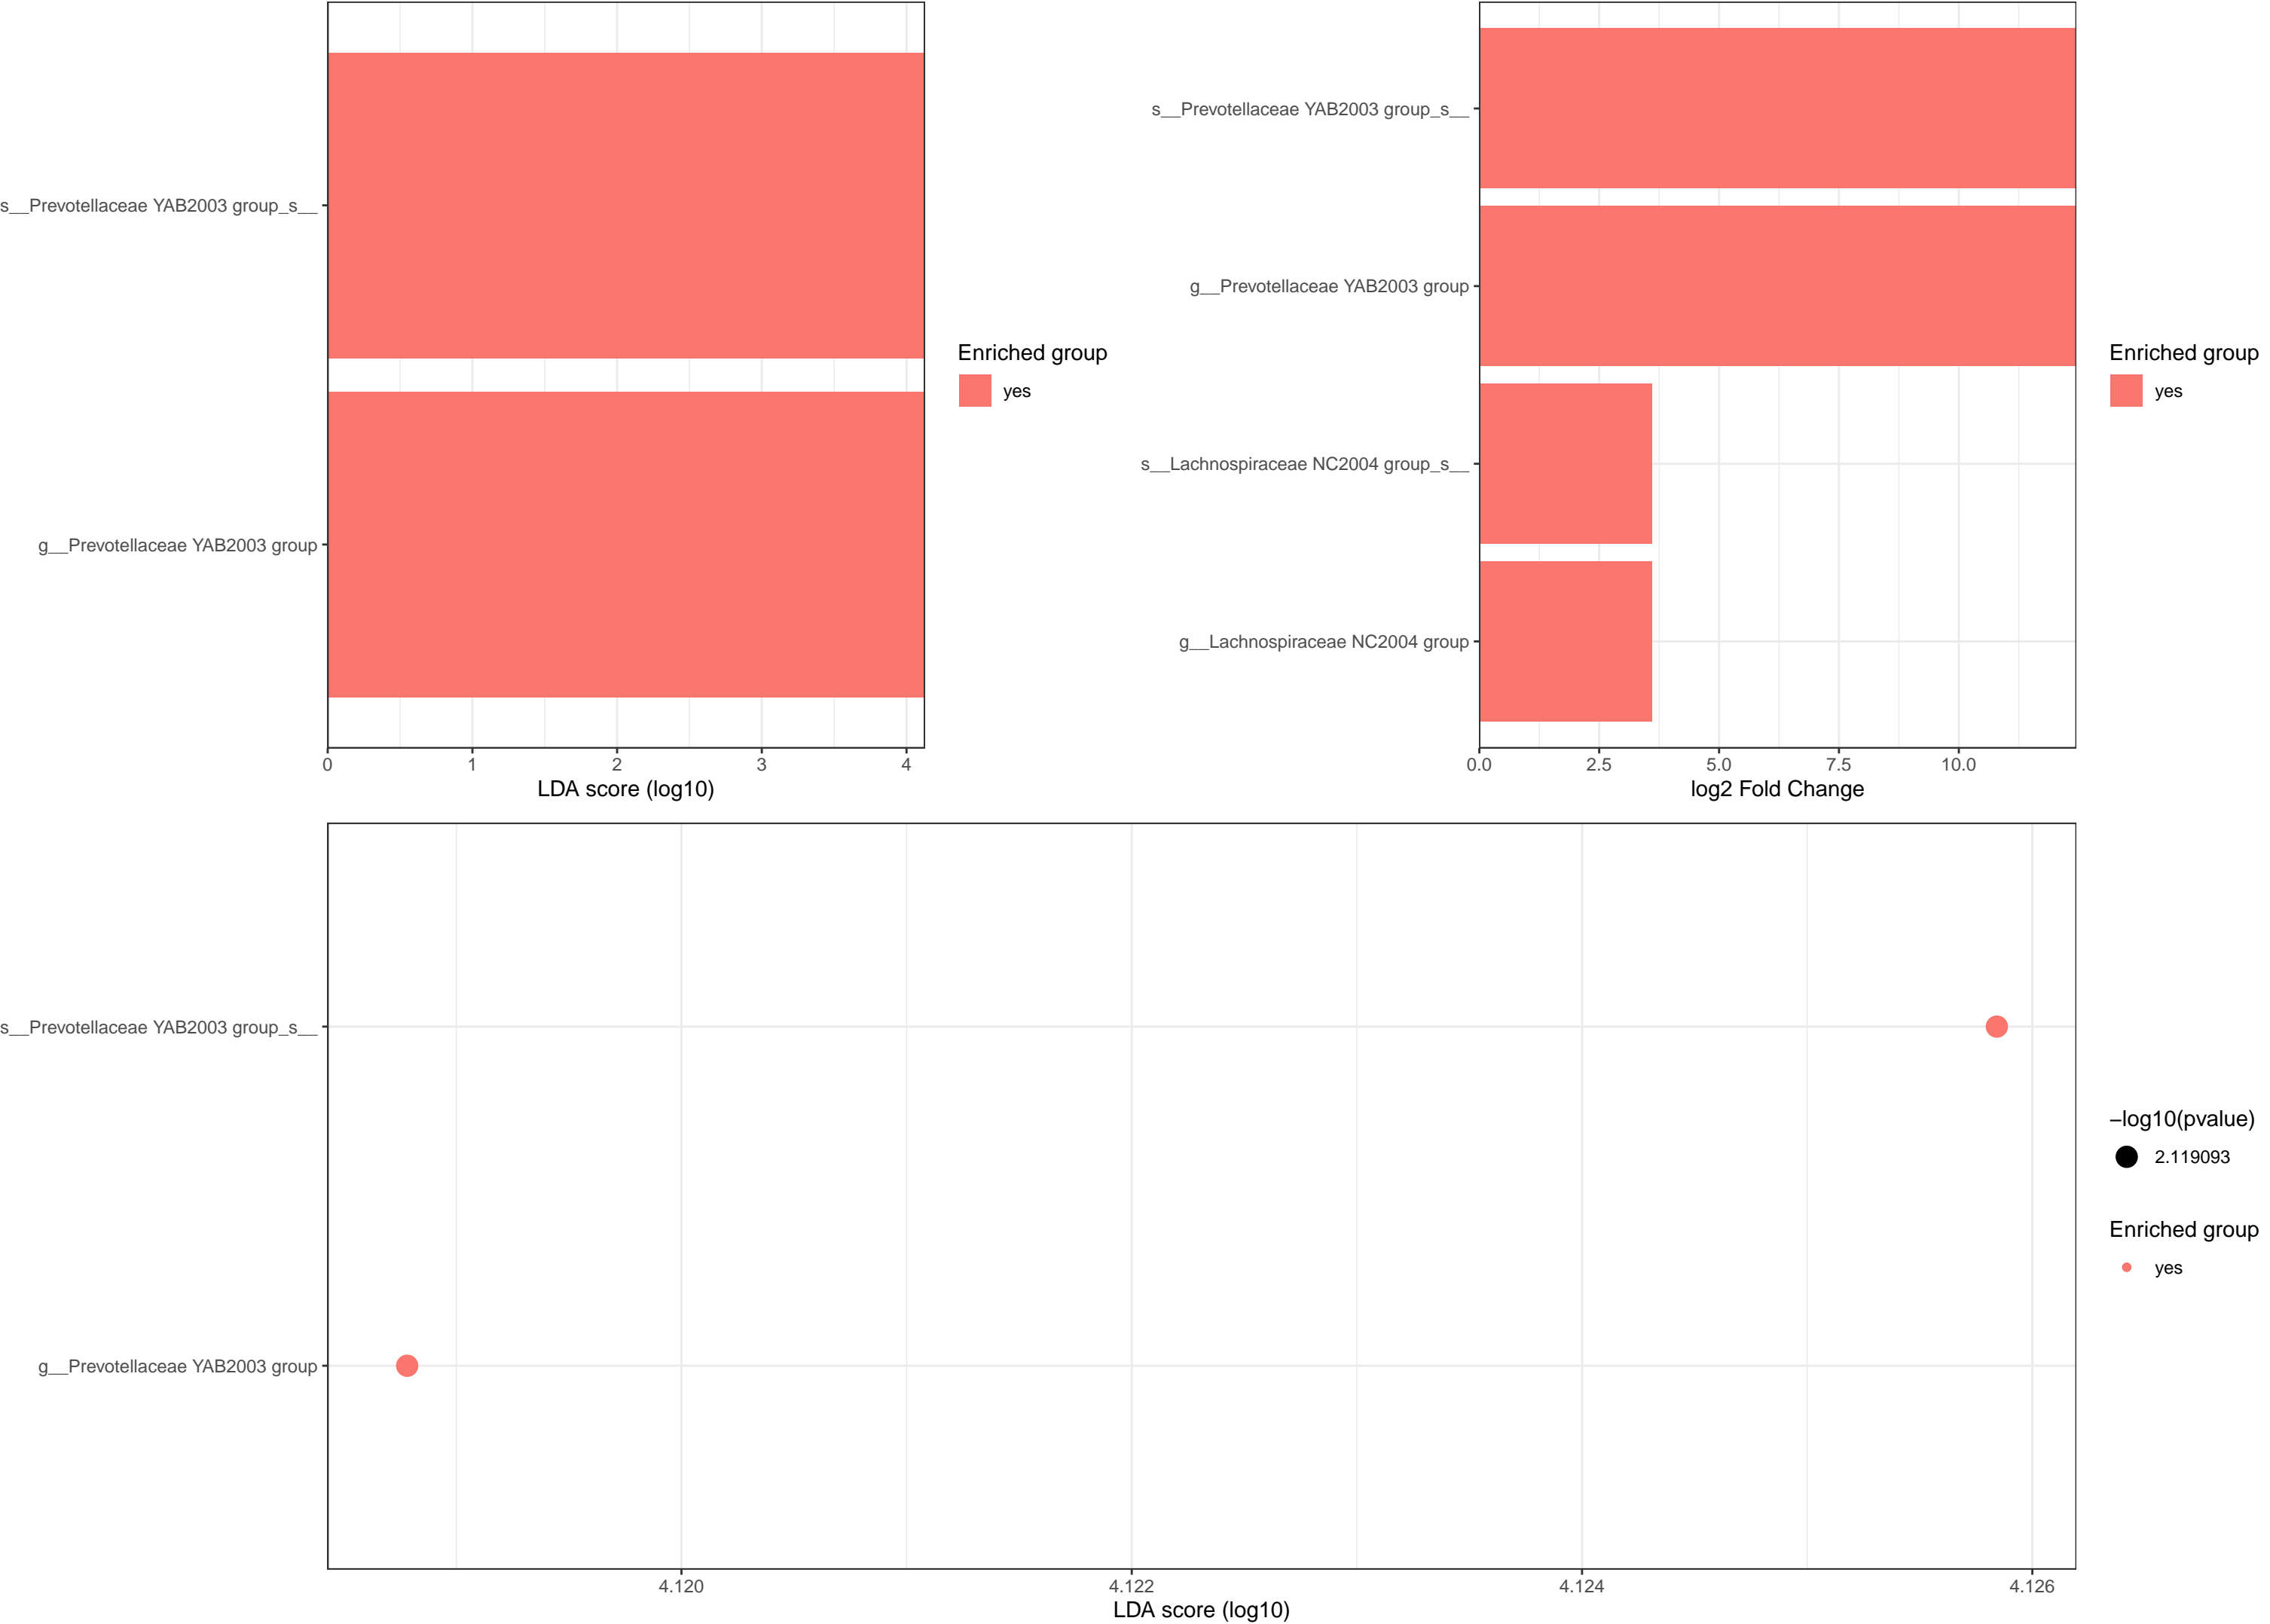 s__Prevotellaceae YAB2003 group_s__
g__Prevotellaceae YAB2003 group
0 1 2 3 4
LDA score (log10)
Enriched group
yes
s__Prevotellaceae YAB2003 group_s__
g__Prevotellaceae YAB2003 group
s__Lachnospiraceae NC2004 group_s__
g__Lachnospiraceae NC2004 group
0.0 2.5 5.0 7.5 10.0
log2 Fold Change
Enriched group
yes
s__Prevotellaceae YAB2003 group_s__
g__Prevotellaceae YAB2003 group
4.120 4.122 4.124 4.126
LDA score (log10)
−log10(pvalue)
2.119093
Enriched group
yes